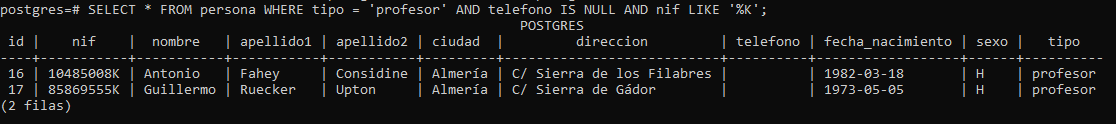 postgres=# SELECT * FROM persona WHERE tipo = 'profesor' AND telefono IS NULL AND nif LIKE '%K';
POSTGRES
id | nif | nombre | apellido1 | apellido2 | ciudad | direccion | telefono | fecha_nacimiento | sexo | tipo
----+-----------+-----------+-----------+-----------+---------+---------------------------+----------+------------------+------+----------
16 | 10485008K | Antonio | Fahey | Considine | Almería | C/ Sierra de los Filabres | | 1982-03-18 | H | profesor
17 | 85869555K | Guillermo | Ruecker | Upton | Almería | C/ Sierra de Gádor | | 1973-05-05 | H | profesor
(2 filas)